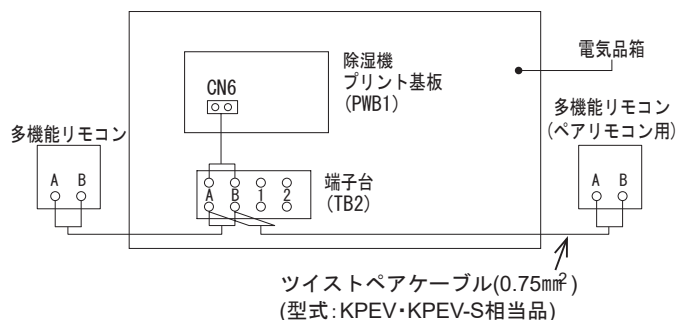 電気品箱
除湿機
プリント基板
(PWB1)
CN6
多機能リモコン
A B
端子台
(TB2)
A B 1 2
多機能リモコン
(ペアリモコン用)
A B
ツイストペアケーブル(0.75mm²)
(型式:KPEV・KPEV-S相当品)